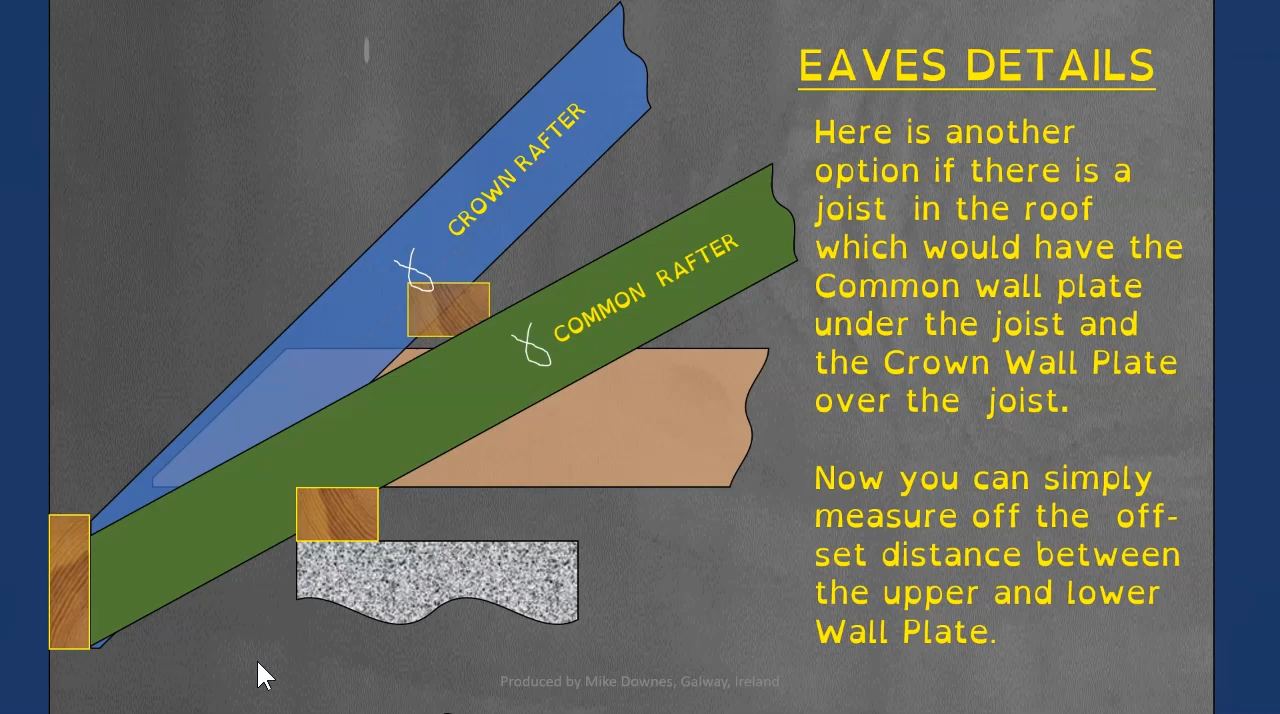 EAVES DETAILS
Here is another
option if there is a
joist in the roof
which would have the
Common wall plate
under the joist and
the Crown Wall Plate
over the joist.
Now you can simply
measure off the off-
set distance between
the upper and lower
Wall Plate.
CROWN RAFTER
COMMON RAFTER
Produced by Mike Downes, Galway, Ireland